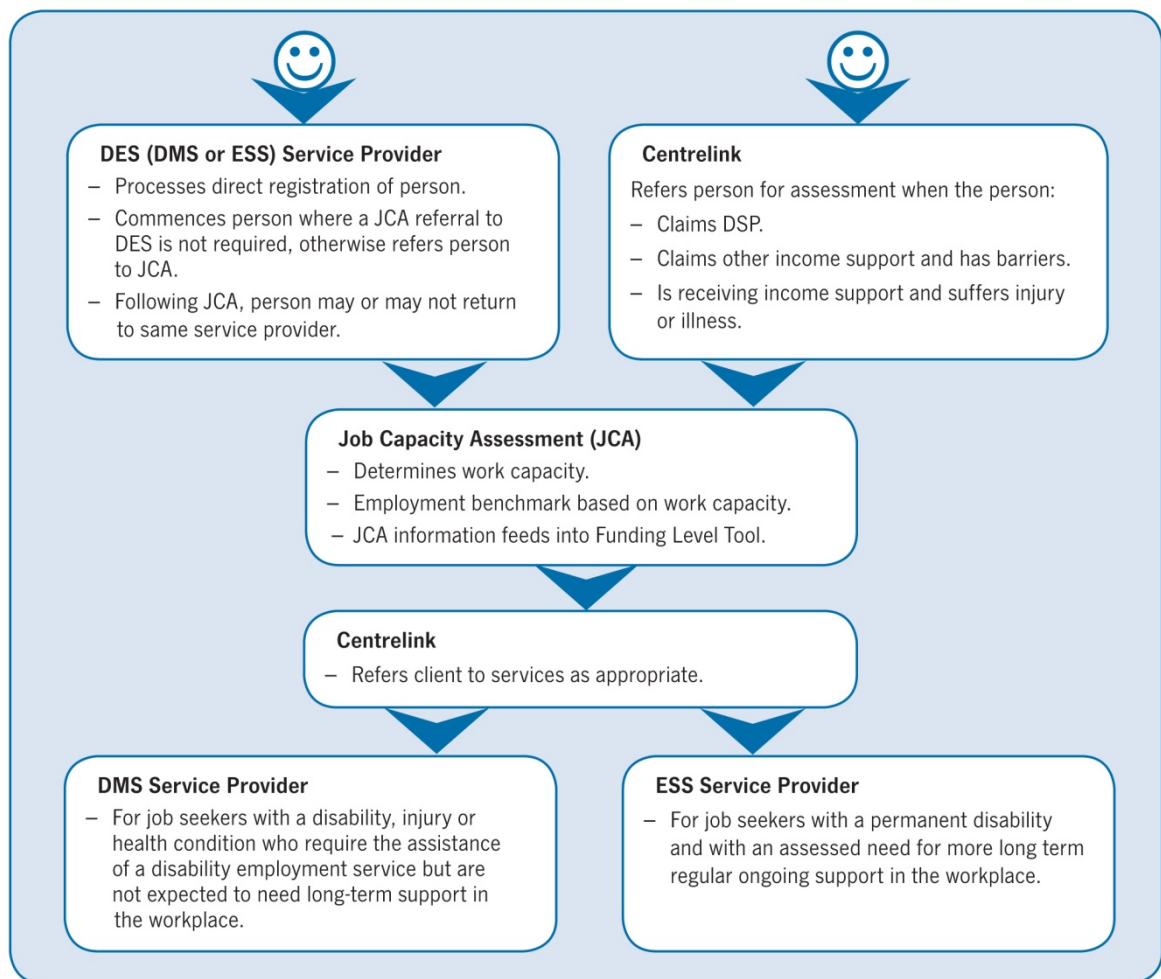 DES (DMS or ESS) Service Provider
– Processes direct registration of person.
– Commences person where a JCA referral to
DES is not required, otherwise refers person
to JCA.
– Following JCA, person may or may not return
to same service provider.
Centrelink
Refers person for assessment when the person:
– Claims DSP.
– Claims other income support and has barriers.
– Is receiving income support and suffers injury
or illness.
Job Capacity Assessment (JCA)
– Determines work capacity.
– Employment benchmark based on work capacity.
– JCA information feeds into Funding Level Tool.
Centrelink
– Refers client to services as appropriate.
DMS Service Provider
– For job seekers with a disability, injury or
health condition who require the assistance
of a disability employment service but are
not expected to need long-term support in
the workplace.
ESS Service Provider
– For job seekers with a permanent disability
and with an assessed need for more long term
regular ongoing support in the workplace.